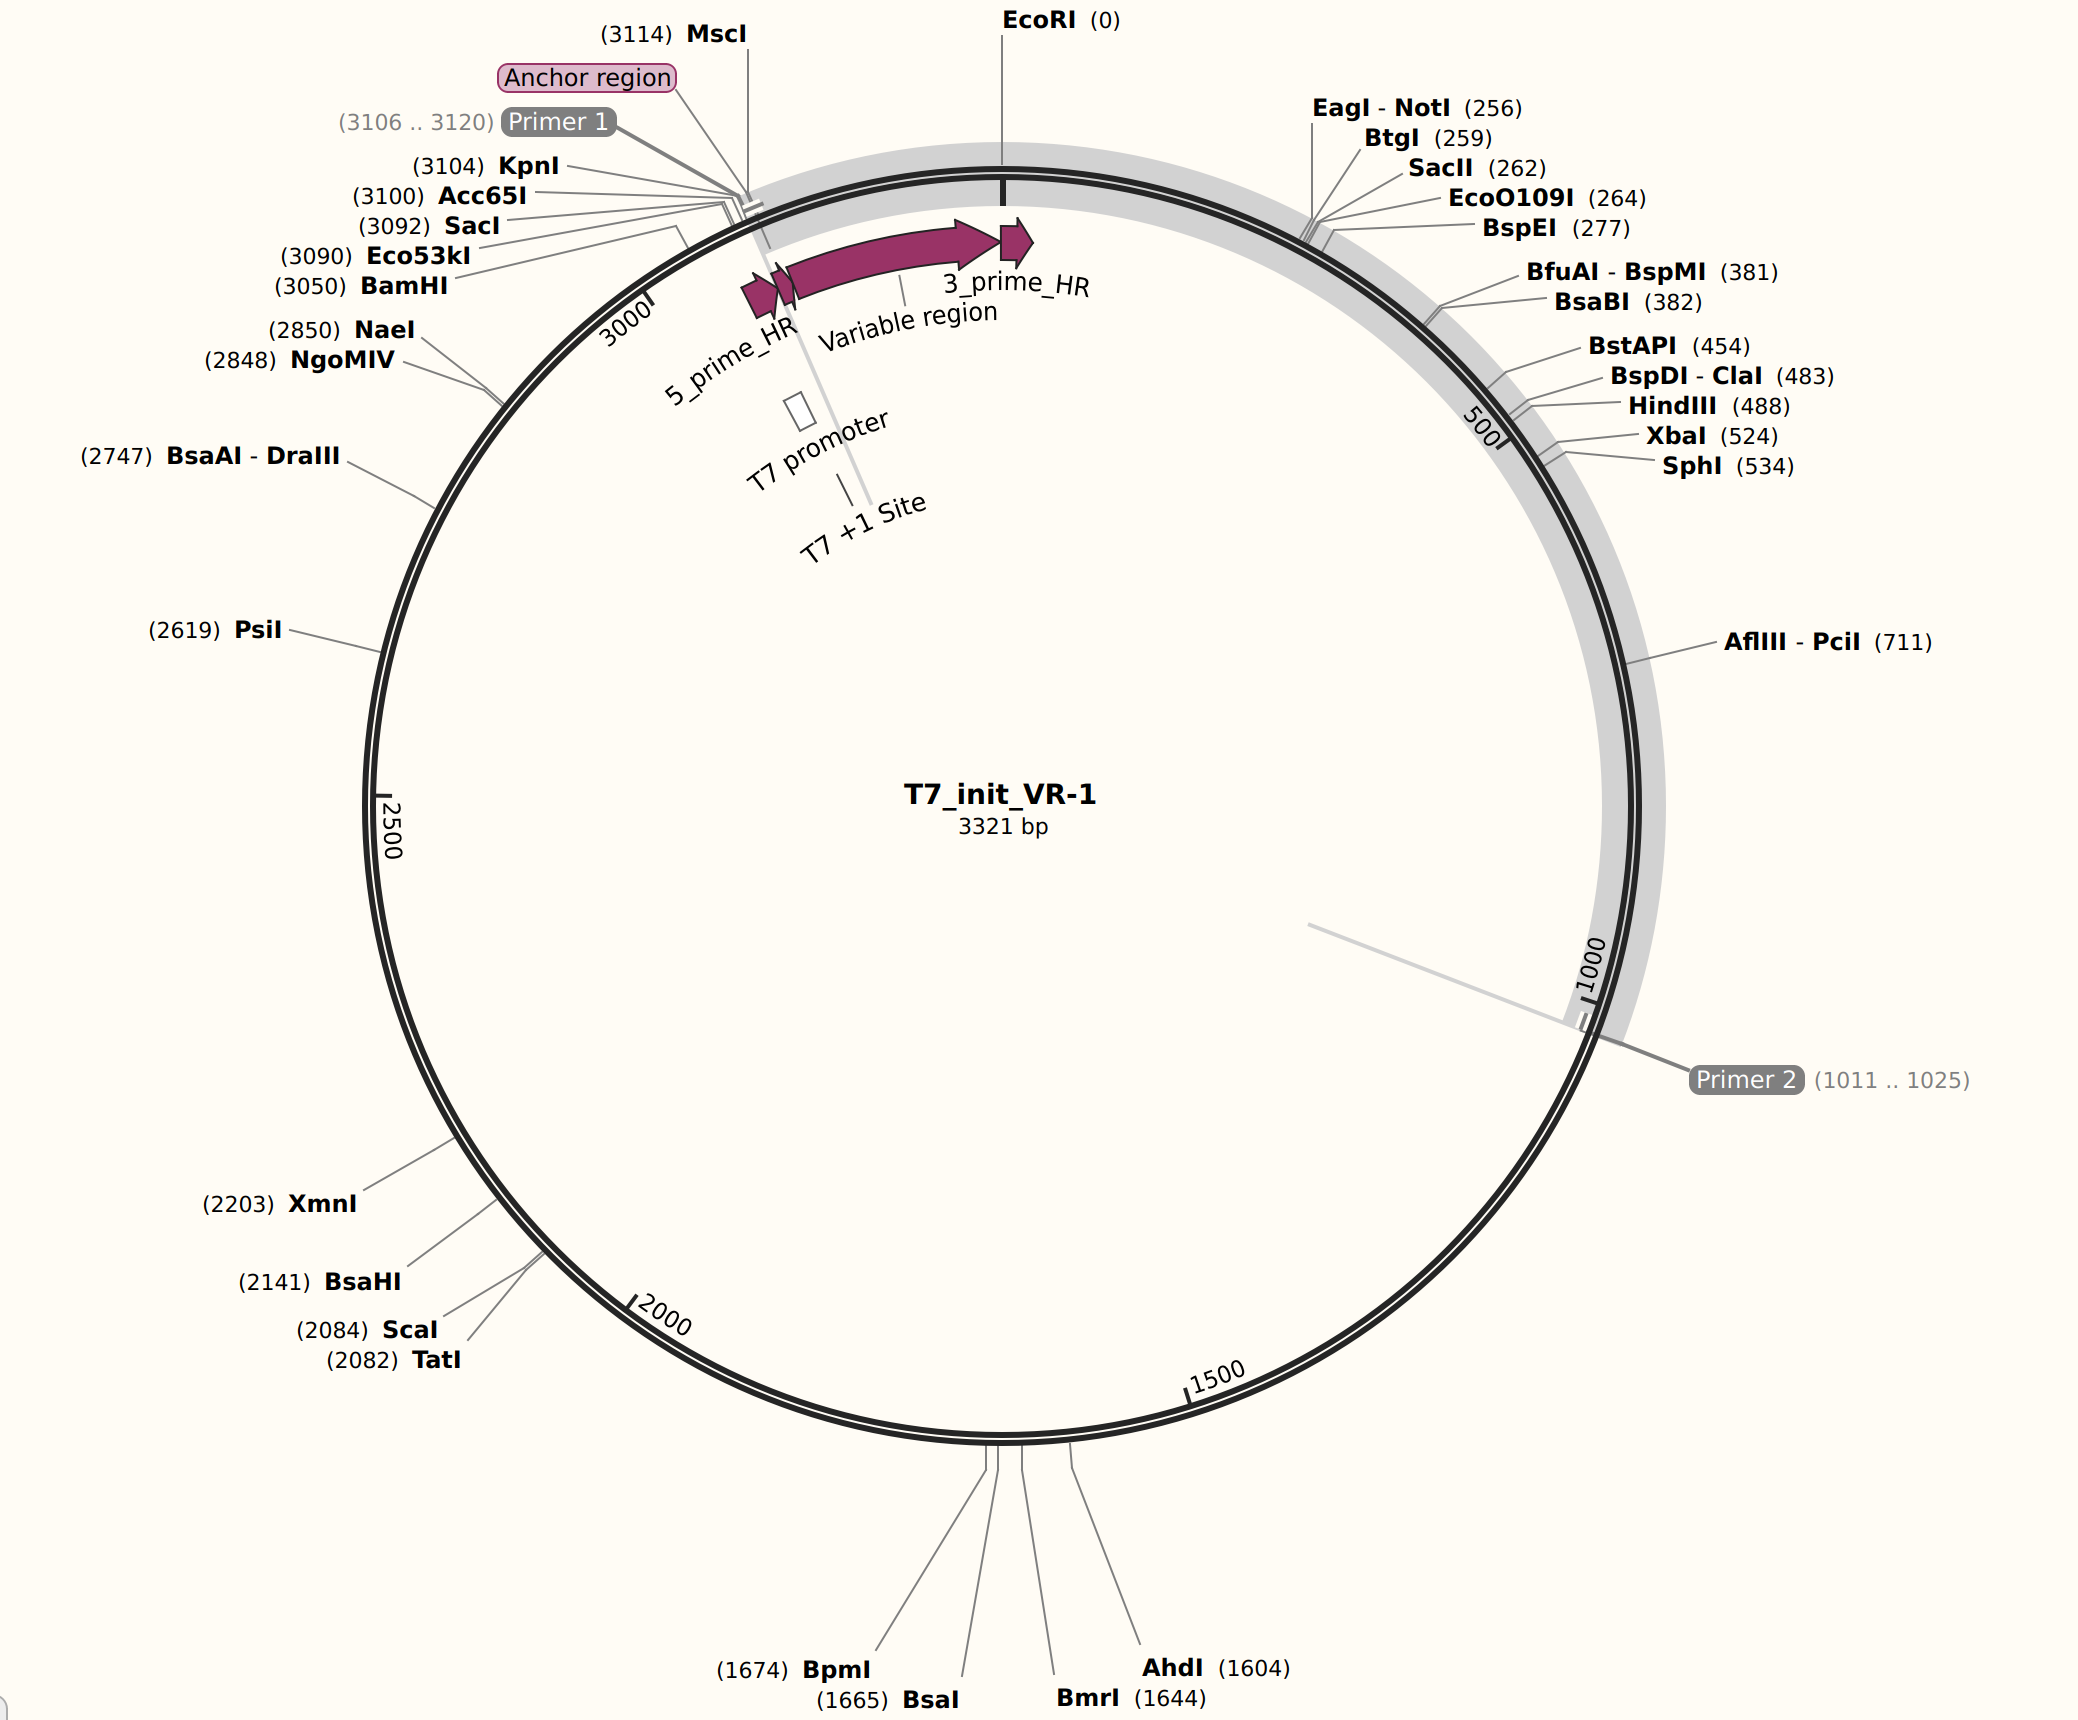 EcoRI (0)
(3114) MscI
Anchor region
(3106 .. 3120) Primer 1
(3104) KpnI
(3100) Acc65I
(3092) SacI
(3090) Eco53kI
(3050) BamHI
(2850) NaeI
(2848) NgoMIV
(2747) BsaAI - DraIII
(2619) PsiI
(2203) XmnI
(2141) BsaHI
(2084) ScaI
(2082) TatI
(1674) BpmI
(1665) BsaI
EagI - NotI (256)
BtgI (259)
SacII (262)
EcoO109I (264)
BspEI (277)
BfuAI - BspMI (381)
BsaBI (382)
BstAPI (454)
BspDI - ClaI (483)
HindIII (488)
XbaI (524)
SphI (534)
AflIII - PciI (711)
Primer 2 (1011 .. 1025)
AhdI (1604)
BmrI (1644)
3_prime_HR
Variable region
5_prime_HR
T7 promoter
T7 +1 Site
T7_init_VR-1
3321 bp
500
1000
1500
2000
2500
3000